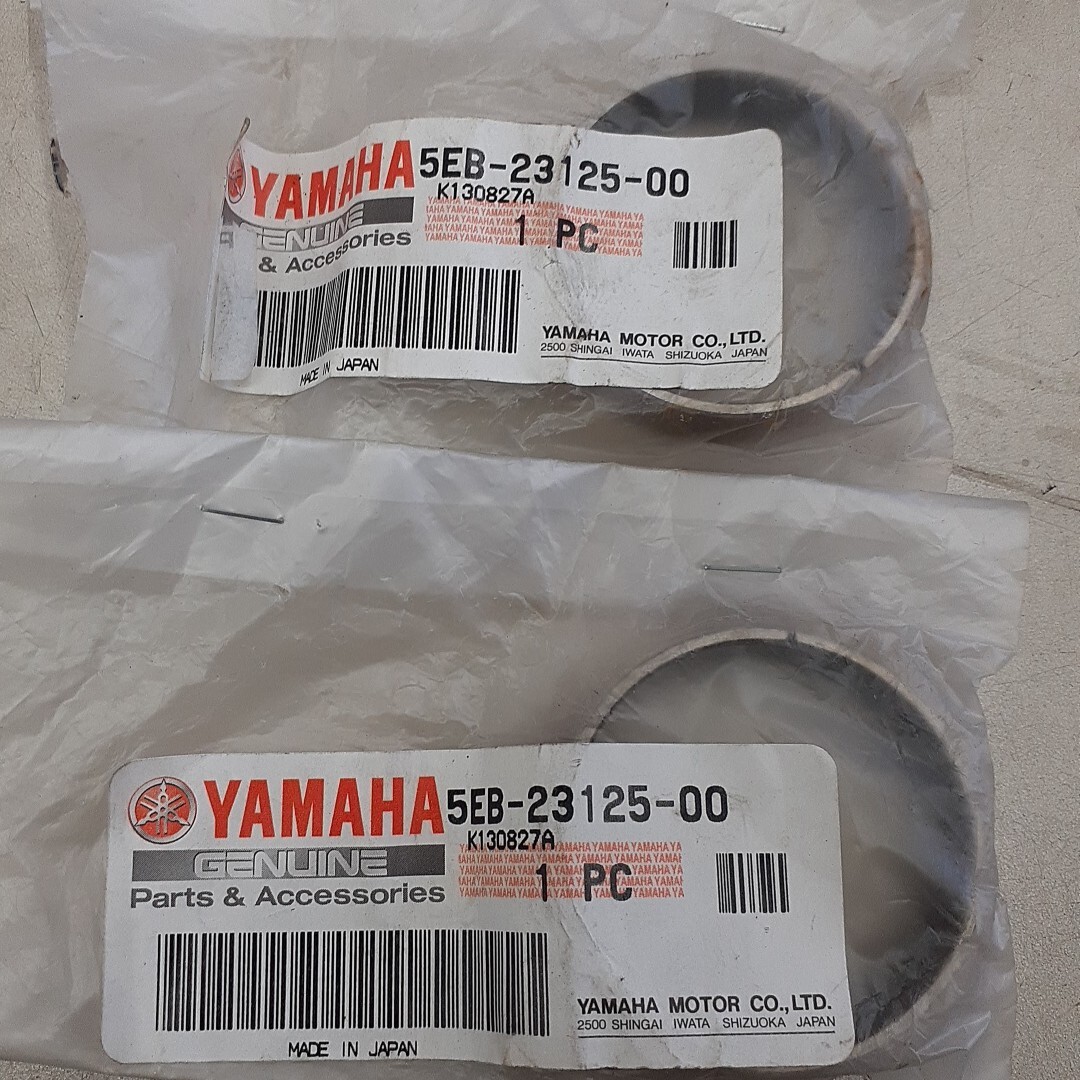 YAMAHA 5EB-23125-00
K130827A
GENUINE
1 PC
& Accessories
YAMAHA MOTOR CO.,LTD.
2500 SHINGAI IWATA SHIZUOKA JAPAN
MADE IN JAPAN
YAMAHA 5EB-23125-00
K130827A
GENUINE
1 PC
Parts & Accessories
YAMAHA MOTOR CO.,LTD.
2500 SHINGAI IWATA SHIZUOKA JAPAN
MADE IN JAPAN